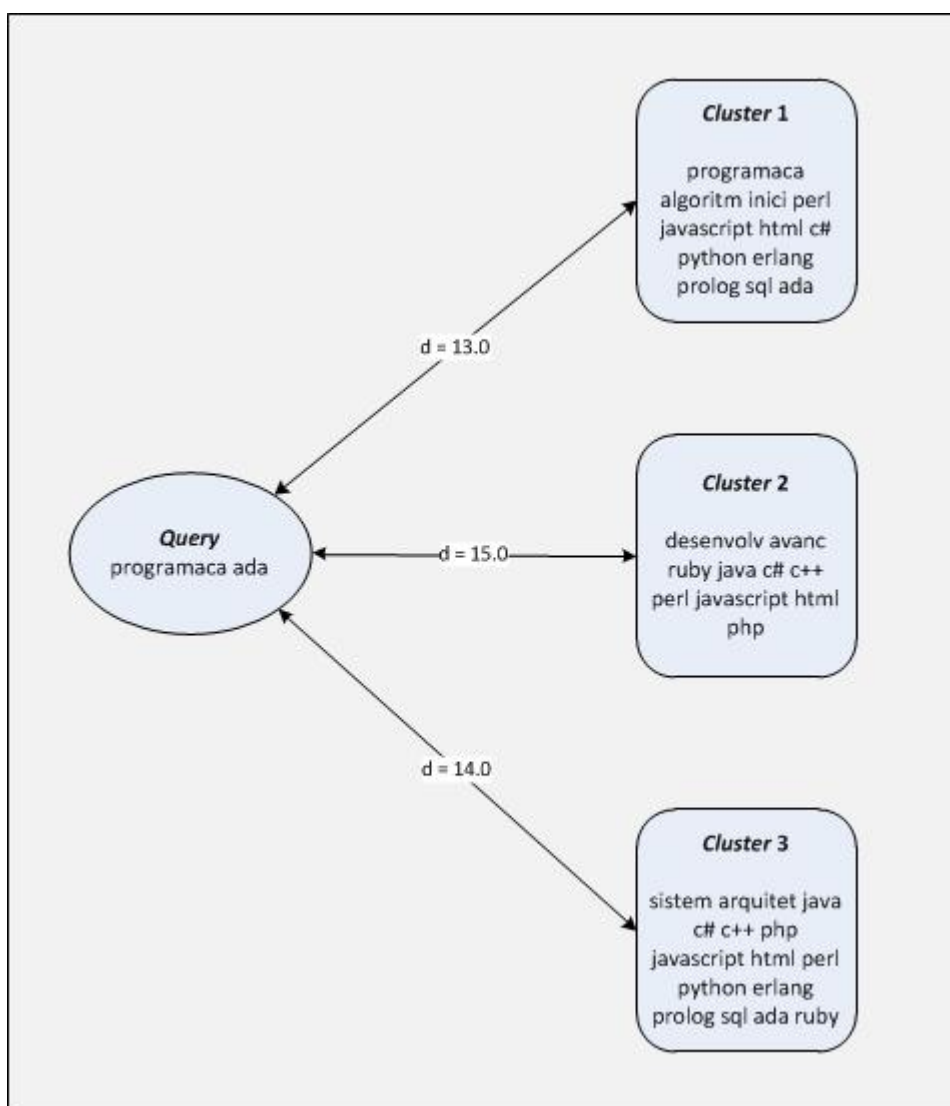 Cluster 1
programaca
algoritm inici perl
javascript html c#
python erlang
prolog sql ada
d = 13.0
Cluster 2
desenvolv avanc
ruby java c# c++
perl javascript html
php
Query
programaca ada
d = 15.0
d = 14.0
Cluster 3
sistem arquitet java
c# c++ php
javascript html perl
python erlang
prolog sql ada ruby